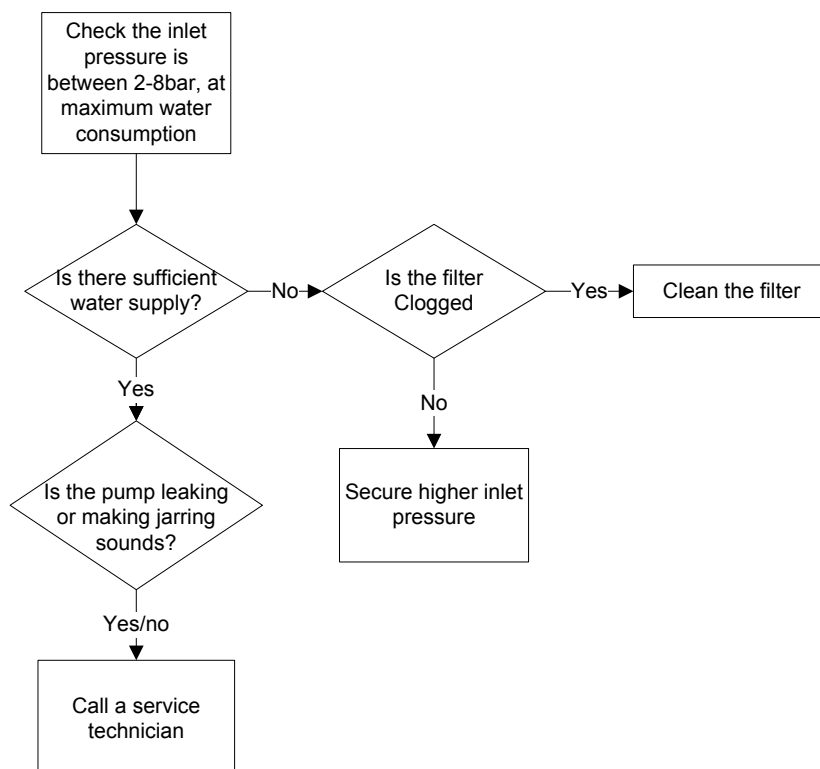 Check the inlet
pressure is
between 2-8bar, at
maximum water
consumption
Is there sufficient
water supply?
No
Is the filter
Clogged
Yes
Clean the filter
Yes
No
Is the pump leaking
or making jarring
sounds?
Secure higher inlet
pressure
Yes/no
Call a service
technician